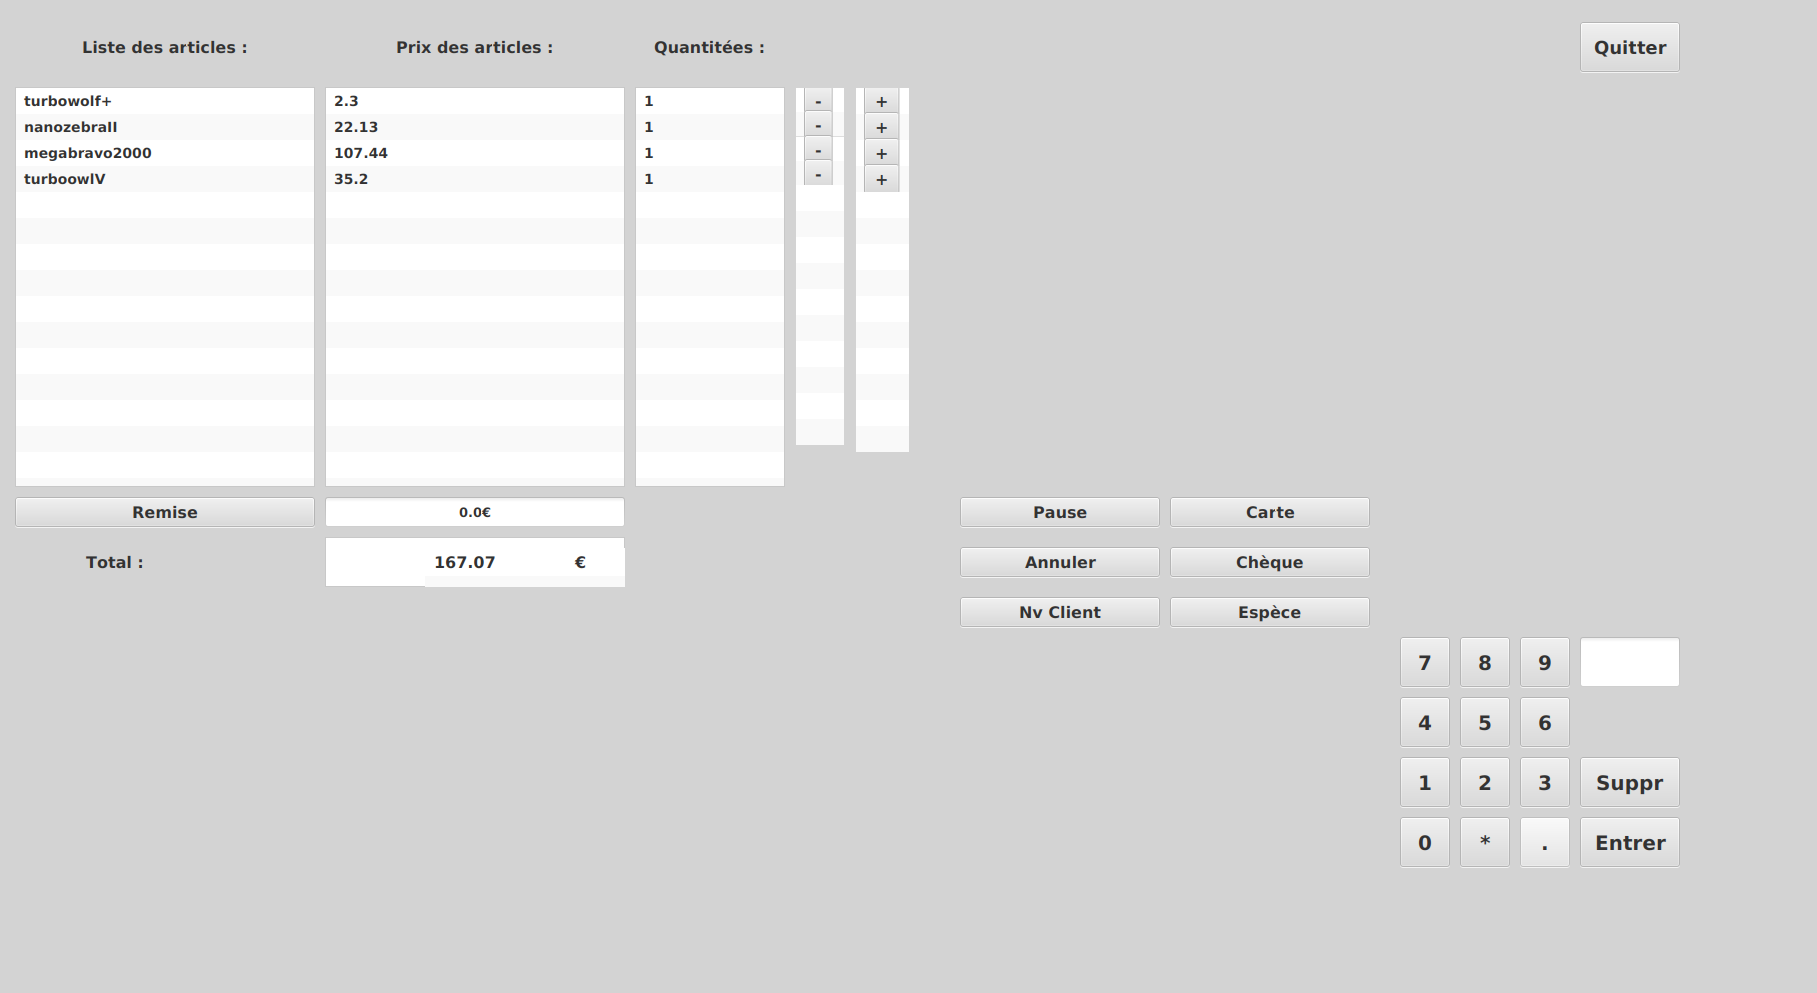 Liste des articles : Prix des articles : Quantitées : Quitter
turbowolf+ 2.3 1 - +
nanozebraII 22.13 1 - +
megabravo2000 107.44 1 - +
turboowlV 35.2 1 - +
Remise 0.0€ Pause Carte
Total : 167.07 € Annuler Chèque
Nv Client Espèce
7 8 9
4 5 6
1 2 3 Suppr
0 * . Entrer